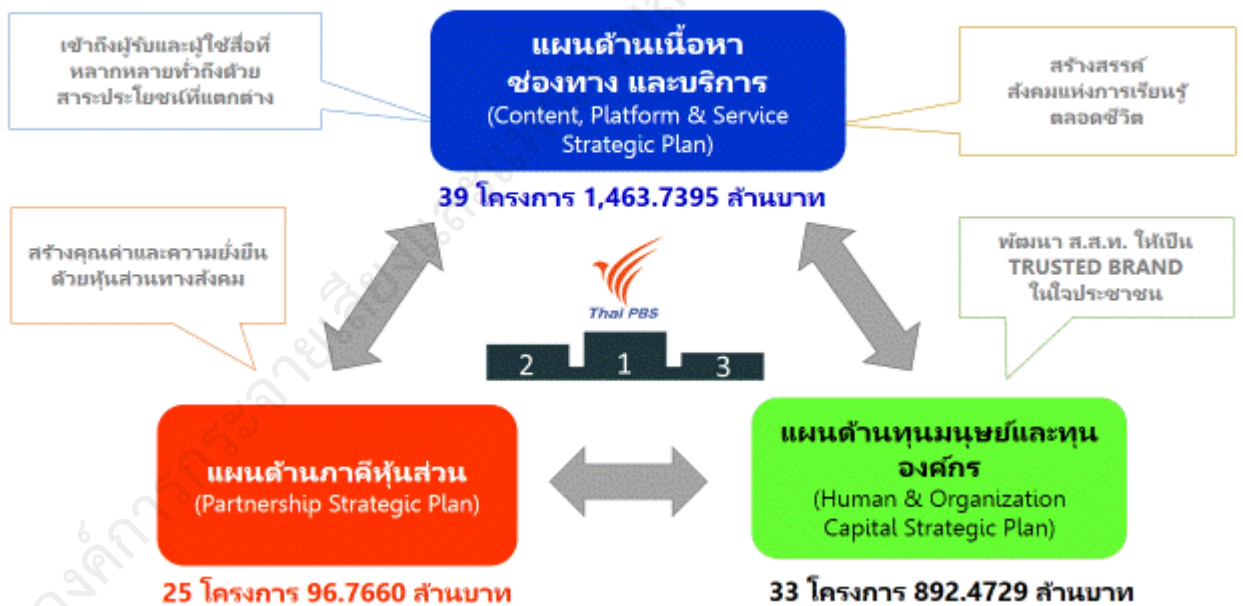 เข้าถึงผู้รับและผู้ใช้สื่อที่
หลากหลายทั่วถึงด้วย
สาระประโยชน์ที่แตกต่าง
แผนด้านเนื้อหา
ช่องทาง และบริการ
(Content, Platform & Service
Strategic Plan)
สร้างสรรค์
สังคมแห่งการเรียนรู้
ตลอดชีวิต
39 โครงการ 1,463.7395 ล้านบาท
สร้างคุณค่าและความยั่งยืน
ด้วยหุ้นส่วนทางสังคม
พัฒนา ส.ส.ท. ให้เป็น
TRUSTED BRAND
ในใจประชาชน
Thai PBS
2 1 3
แผนด้านภาคีหุ้นส่วน
(Partnership Strategic Plan)
แผนด้านทุนมนุษย์และทุน
องค์กร
(Human & Organization
Capital Strategic Plan)
25 โครงการ 96.7660 ล้านบาท
33 โครงการ 892.4729 ล้านบาท